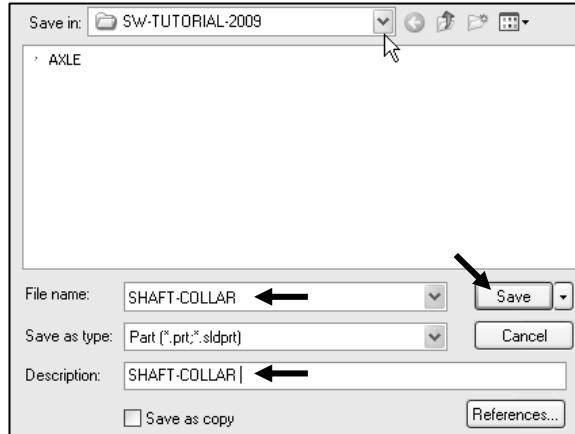 Save in: SW-TUTORIAL-2009
AXLE
File name: SHAFT-COLLAR Save
Save as type: Part (*.prt;*.sldprt) Cancel
Description: SHAFT-COLLAR
Save as copy References...